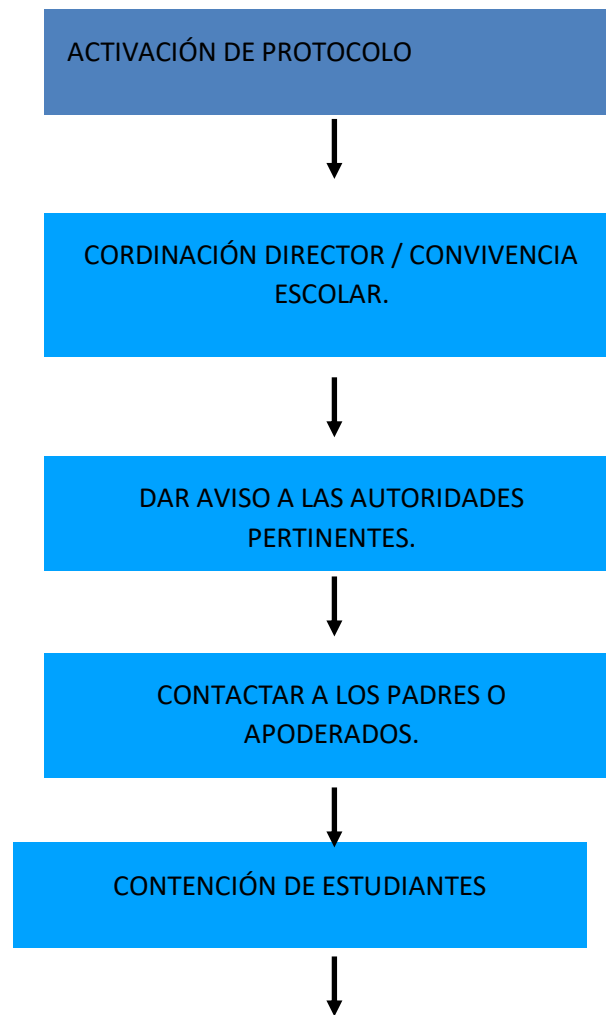 ACTIVACIÓN DE PROTOCOLO
CORDINACIÓN DIRECTOR / CONVIVENCIA
ESCOLAR.
DAR AVISO A LAS AUTORIDADES
PERTINENTES.
CONTACTAR A LOS PADRES O
APODERADOS.
CONTENCIÓN DE ESTUDIANTES